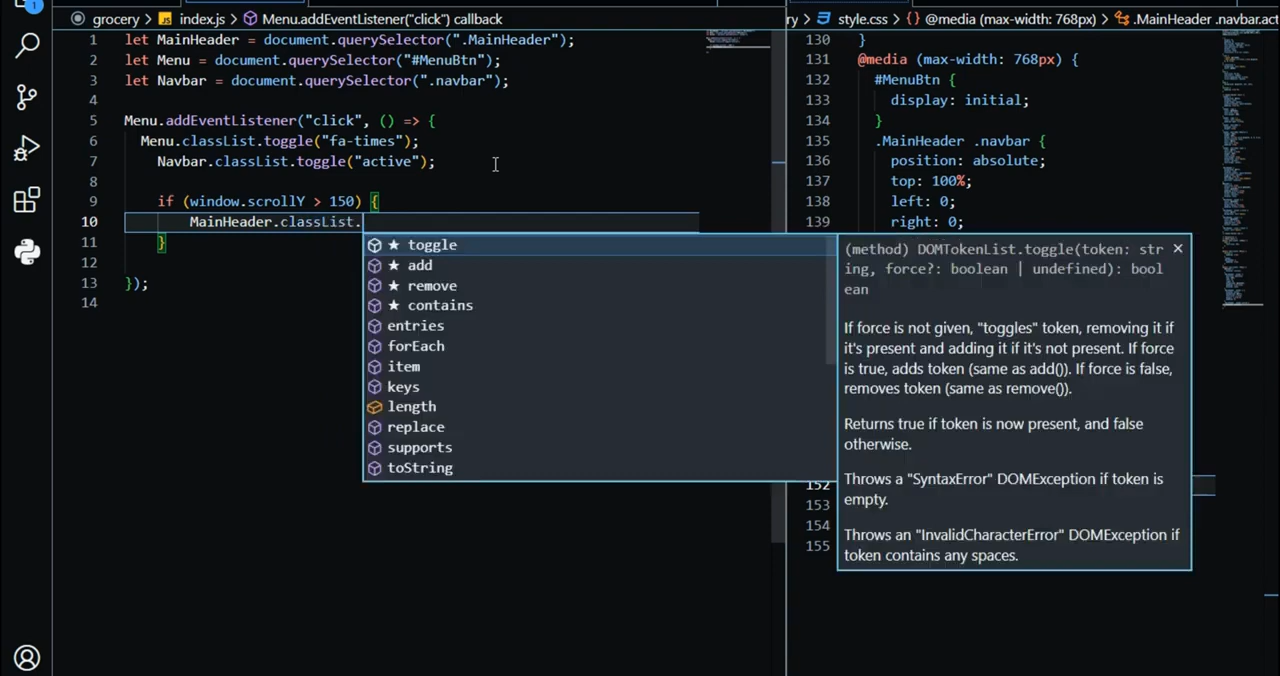 1
grocery > index.js > Menu.addEventListener("click") callback
1 let MainHeader = document.querySelector(".MainHeader");
2 let Menu = document.querySelector("#MenuBtn");
3 let Navbar = document.querySelector(".navbar");
4
5 Menu.addEventListener("click", () => {
6 Menu.classList.toggle("fa-times");
7 Navbar.classList.toggle("active");
8
9 if (window.scrollY > 150) {
10 MainHeader.classList.
11 }
12
13 });
14
toggle
add
remove
contains
entries
forEach
item
keys
length
replace
supports
toString
ry > style.css > {} @media (max-width: 768px) > .MainHeader .navbar.act
130 }
131 @media (max-width: 768px) {
132 #MenuBtn {
133 display: initial;
134 }
135 .MainHeader .navbar {
136 position: absolute;
137 top: 100%;
138 left: 0;
139 right: 0;
(method) DOMTokenList.toggle(token: str
ing, force?: boolean | undefined): bool
ean
If force is not given, "toggles" token, removing it if
it's present and adding it if it's not present. If force
is true, adds token (same as add()). If force is false,
removes token (same as remove()).
Returns true if token is now present, and false
otherwise.
Throws a "SyntaxError" DOMException if token is
empty.
Throws an "InvalidCharacterError" DOMException if
token contains any spaces.
152
153
154
155